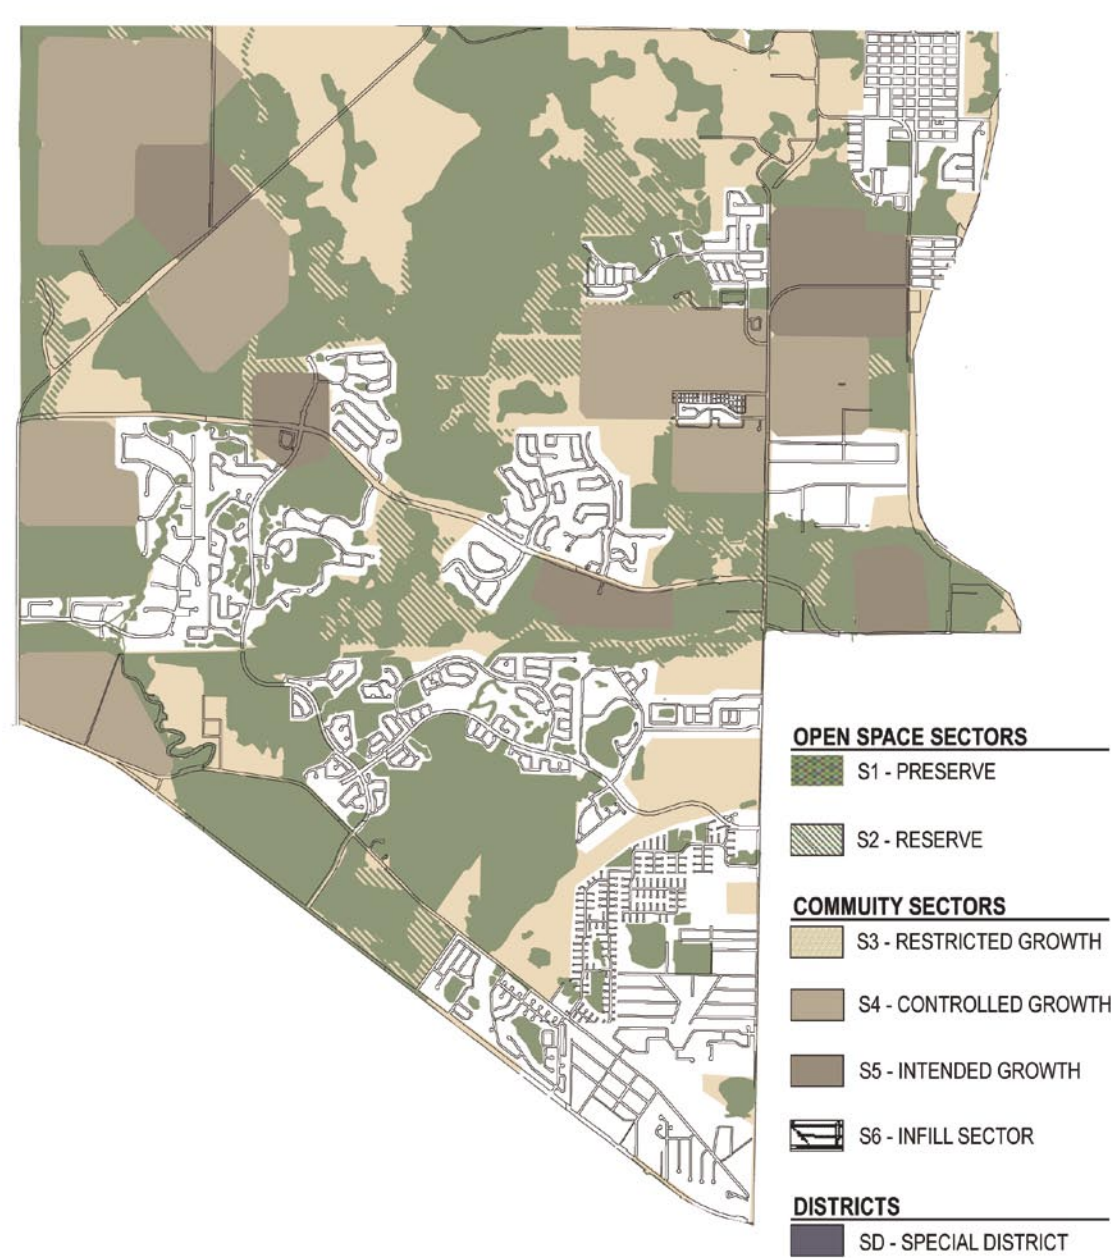 OPEN SPACE SECTORS
S1 - PRESERVE
S2 - RESERVE
COMMUITY SECTORS
S3 - RESTRICTED GROWTH
S4 - CONTROLLED GROWTH
S5 - INTENDED GROWTH
S6 - INFILL SECTOR
DISTRICTS
SD - SPECIAL DISTRICT